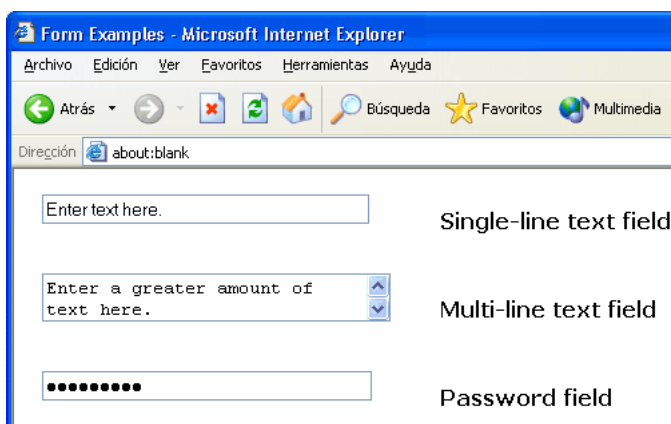 Form Examples - Microsoft Internet Explorer
Archivo Edición Ver Favoritos Herramientas Ayuda
Atrás Búsqueda Favoritos Multimedia
Dirección about:blank
Enter text here.
Single-line text field
Enter a greater amount of
text here.
Multi-line text field
•••••••••
Password field